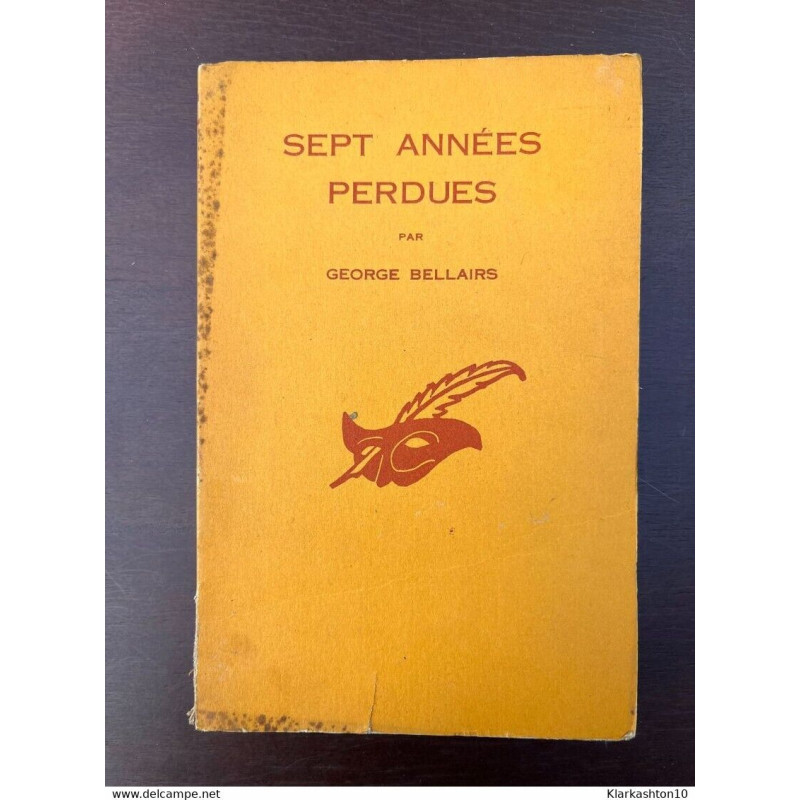 SEPT ANNÉES
PERDUES
PAR
GEORGE BELLAIRS
www.delcampe.net
Klarkashton10